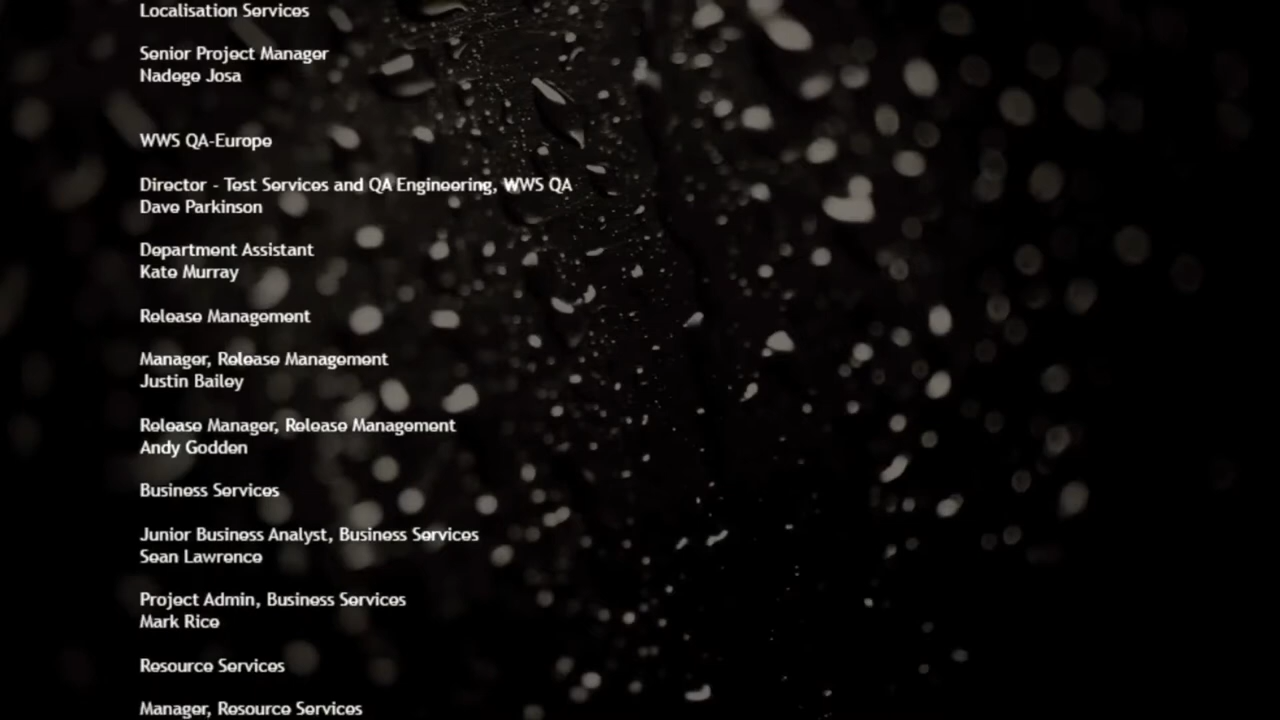 Localisation Services
Senior Project Manager
Nadege Josa
WWS QA-Europe
Director - Test Services and QA Engineering, WWS QA
Dave Parkinson
Department Assistant
Kate Murray
Release Management
Manager, Release Management
Justin Bailey
Release Manager, Release Management
Andy Godden
Business Services
Junior Business Analyst, Business Services
Sean Lawrence
Project Admin, Business Services
Mark Rice
Resource Services
Manager, Resource Services